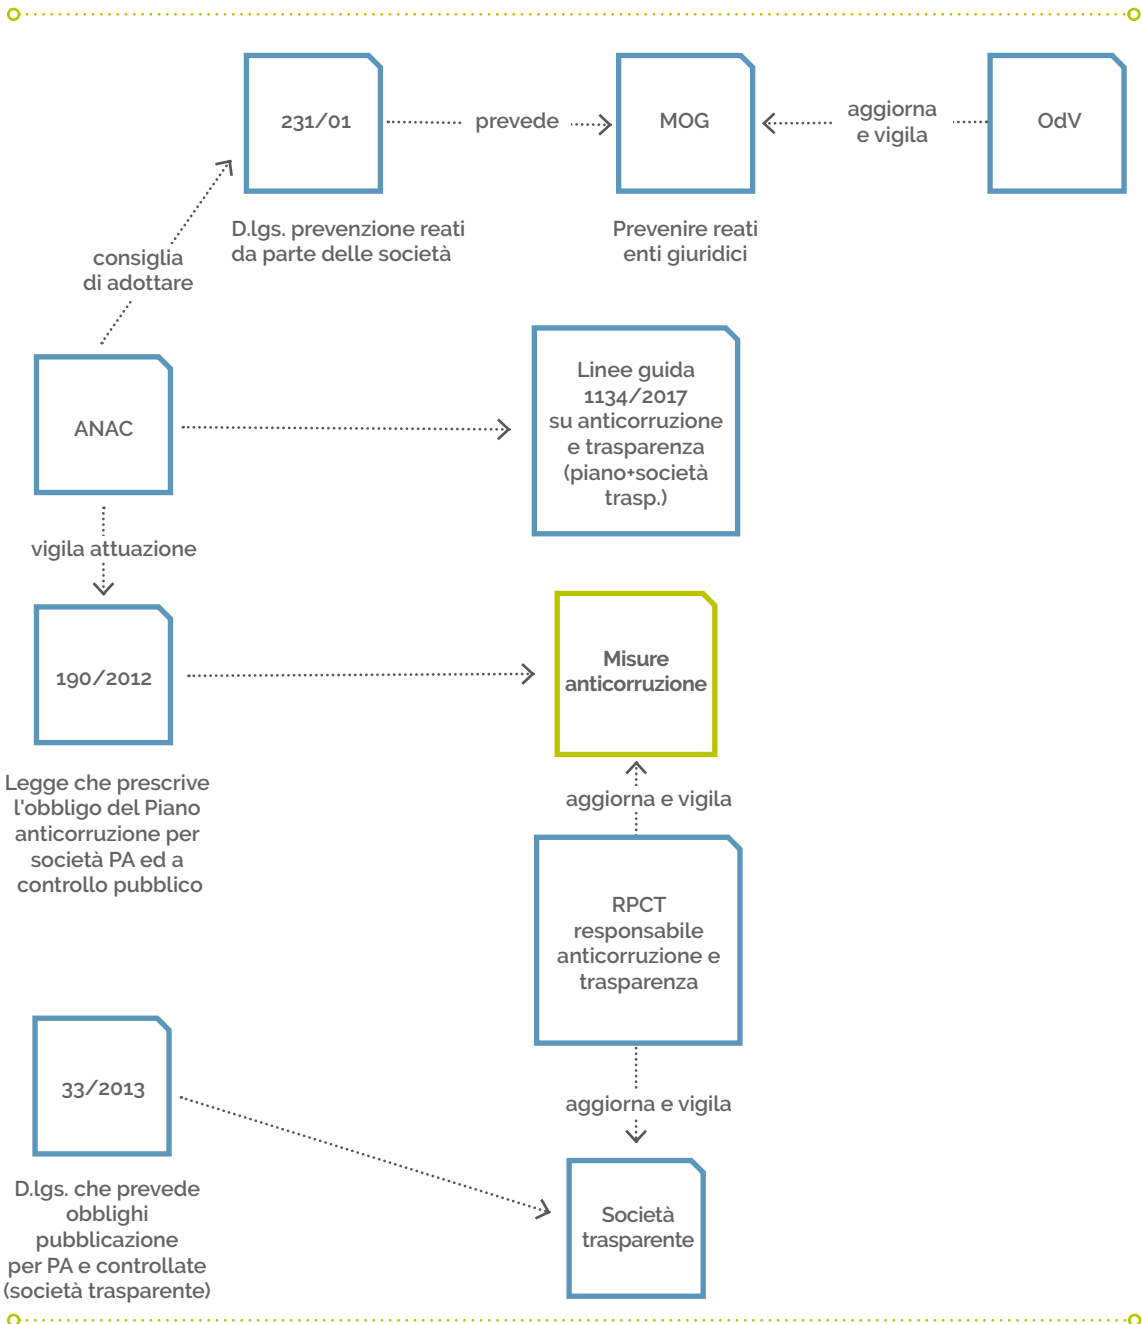 231/01
prevede
MOG
aggiorna
e vigila
OdV
D.lgs. prevenzione reati
da parte delle società
Prevenire reati
enti giuridici
consiglia
di adottare
ANAC
Linee guida
1134/2017
su anticorruzione
e trasparenza
(piano+società
trasp.)
vigila attuazione
190/2012
Misure
anticorruzione
Legge che prescrive
l'obbligo del Piano
anticorruzione per
società PA ed a
controllo pubblico
aggiorna e vigila
RPCT
responsabile
anticorruzione e
trasparenza
33/2013
aggiorna e vigila
D.lgs. che prevede
obblighi
pubblicazione
per PA e controllate
(società trasparente)
Società
trasparente